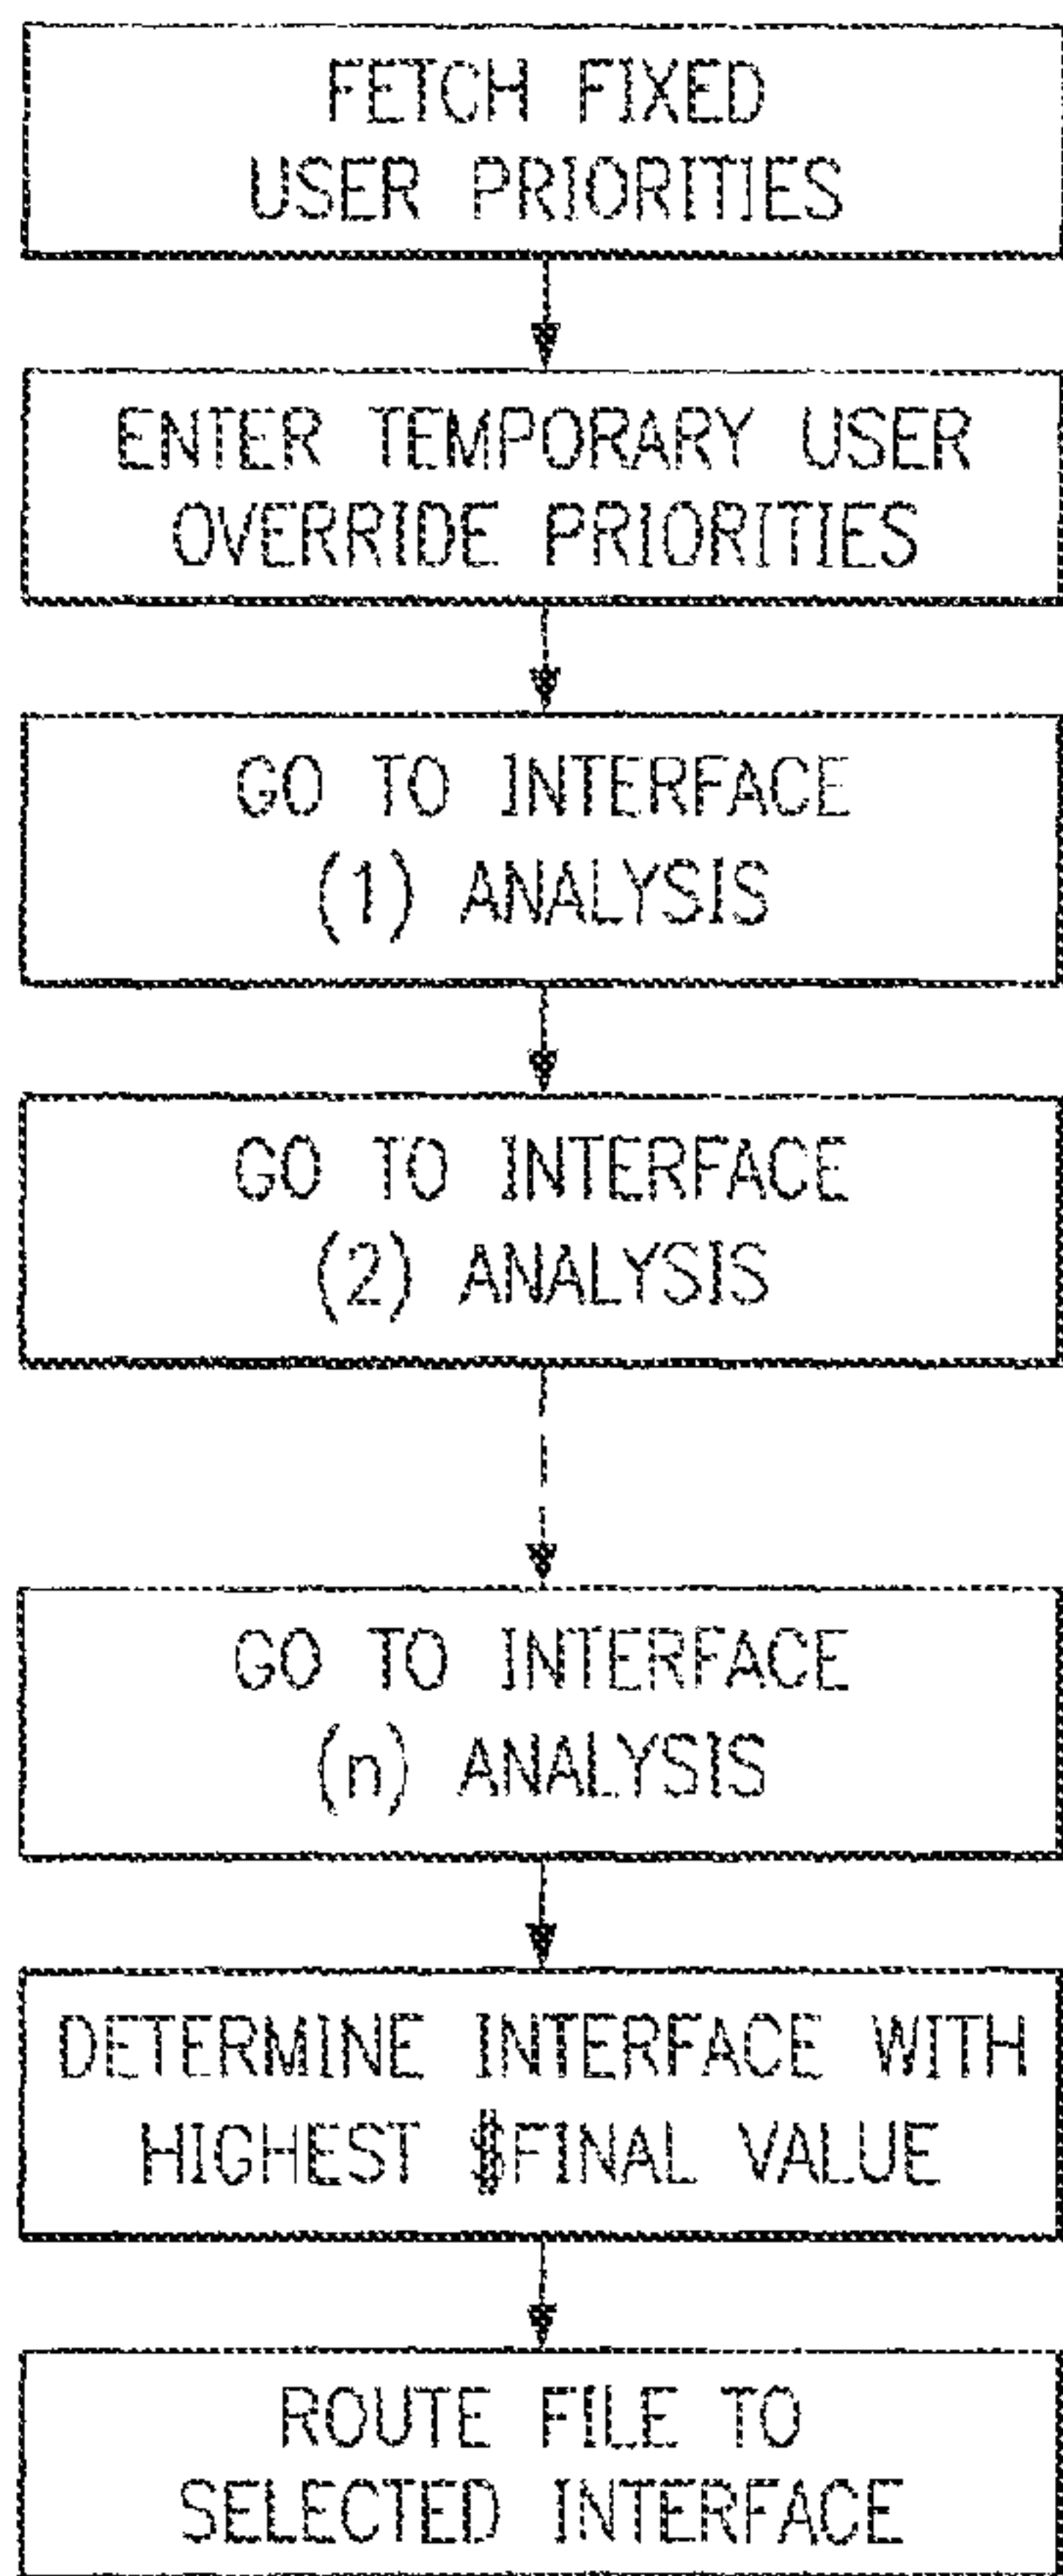 FETCH FIXED
USER PRIORITIES
ENTER TEMPORARY USER
OVERRIDE PRIORITIES
GO TO INTERFACE
(1) ANALYSIS
GO TO INTERFACE
(2) ANALYSIS
GO TO INTERFACE
(n) ANALYSIS
DETERMINE INTERFACE WITH
HIGHEST $FINAL VALUE
ROUTE FILE TO
SELECTED INTERFACE